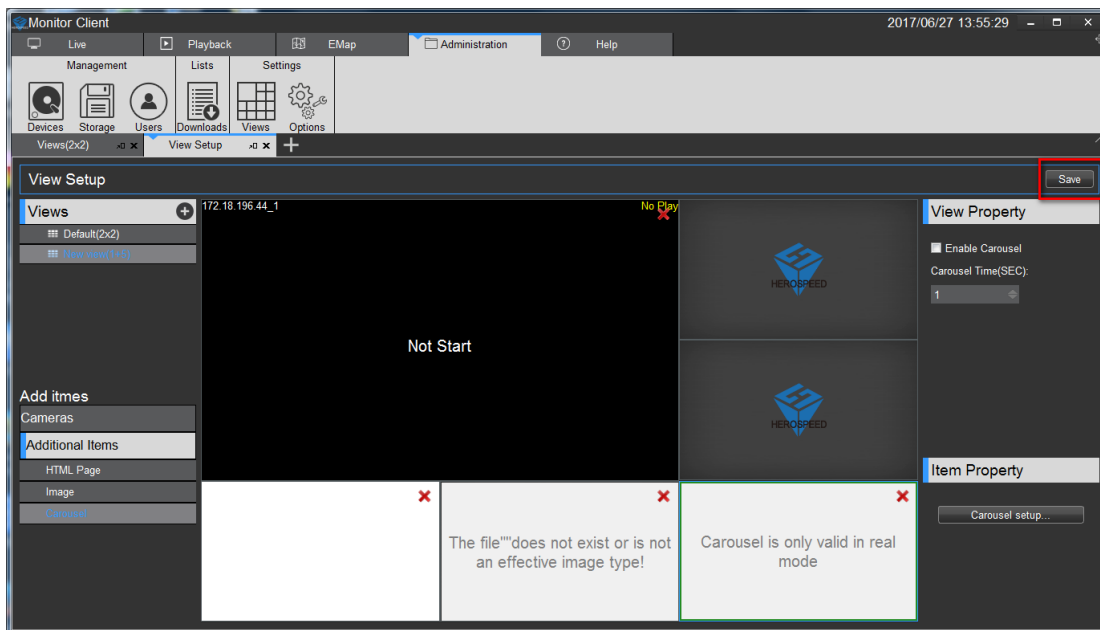 Monitor Client
2017/06/27 13:55:29
Live
Playback
EMap
Administration
Help
Management
Lists
Settings
Devices
Storage
Users
Downloads
Views
Options
Views(2x2)
View Setup
View Setup
Save
Views
Default(2x2)
New view(1+5)
172.18.196.44_1
No Play
Not Start
HEROSPEED
HEROSPEED
View Property
Enable Carousel
Carousel Time(SEC):
1
Add itmes
Cameras
Additional Items
HTML Page
Image
Carousel
The file""does not exist or is not
an effective image type!
Carousel is only valid in real
mode
Item Property
Carousel setup...